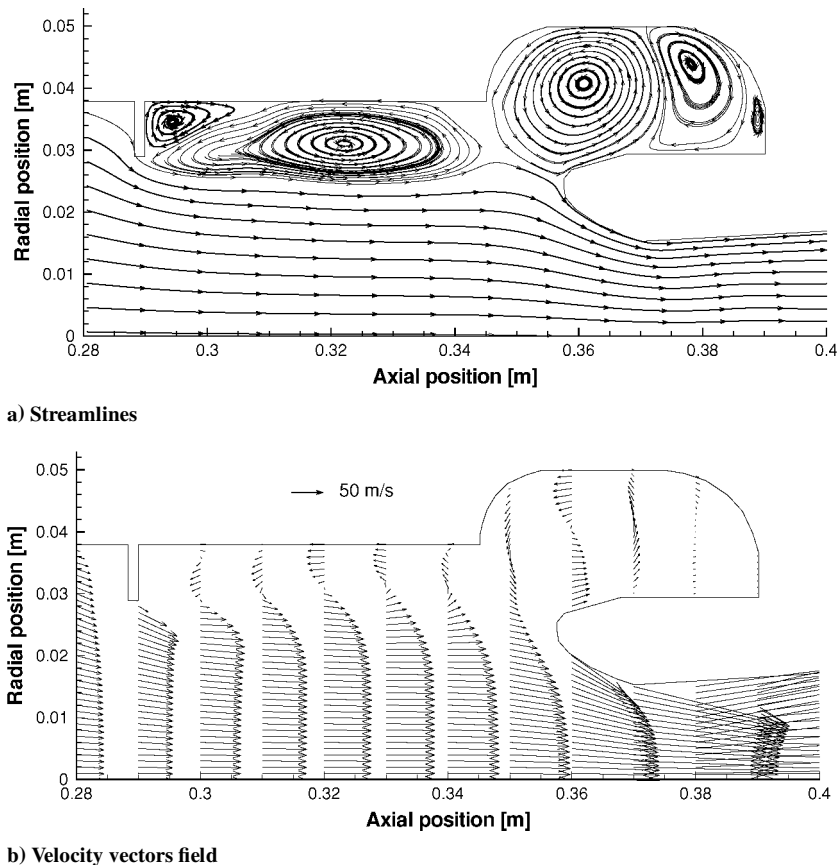 0.05
0.04
0.03
0.02
0.01
0
Radial position [m]
0.28 0.3 0.32 0.34 0.36 0.38 0.4
Axial position [m]
a) Streamlines
50 m/s
0.05
0.04
0.03
0.02
0.01
0
Radial position [m]
0.28 0.3 0.32 0.34 0.36 0.38 0.4
Axial position [m]
b) Velocity vectors field